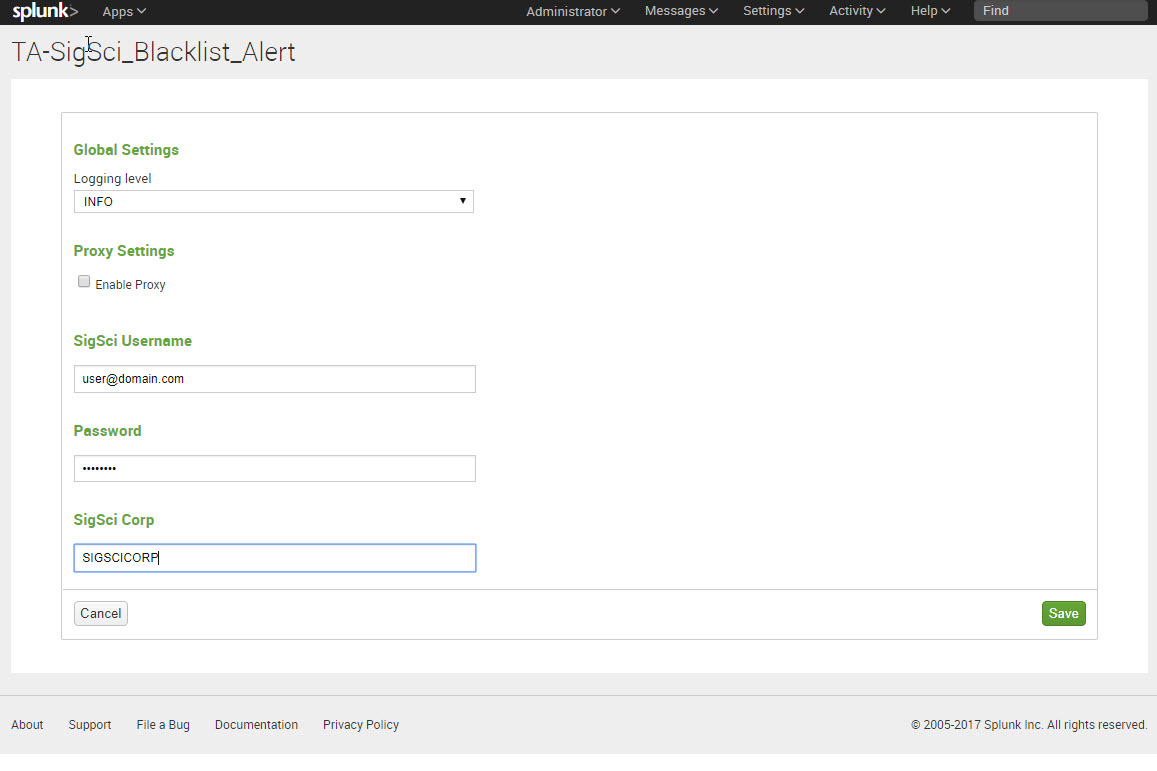 splunk> Apps Administrator Messages Settings Activity Help Find
TA-SigSci_Blacklist_Alert
Global Settings
Logging level
INFO
Proxy Settings
Enable Proxy
SigSci Username
user@domain.com
Password
••••••••
SigSci Corp
SIGSCICORP
Cancel Save
About Support File a Bug Documentation Privacy Policy © 2005-2017 Splunk Inc. All rights reserved.